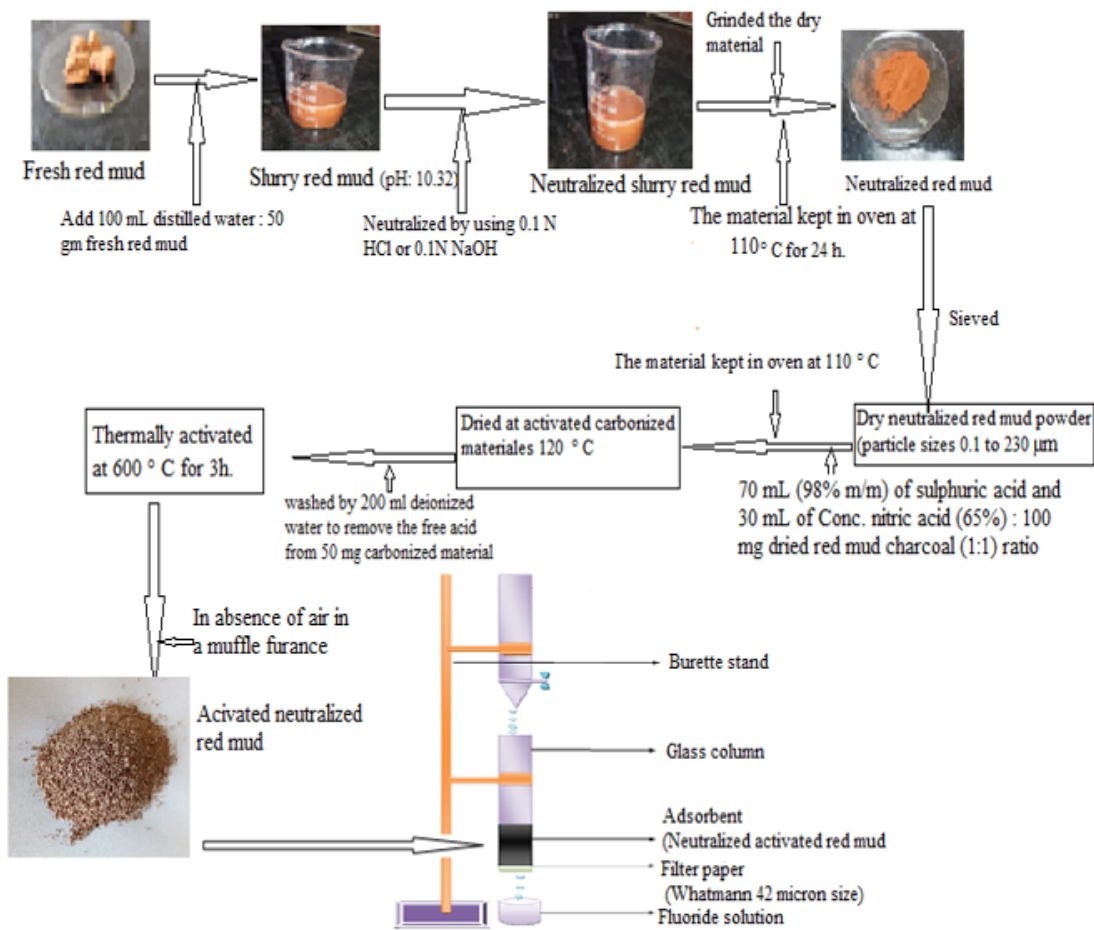 Grinded the dry
material
Fresh red mud
Slurry red mud (pH: 10.32)
Neutralized slurry red mud
Neutralized red mud
Add 100 mL distilled water : 50
gm fresh red mud
Neutralized by using 0.1 N
HCl or 0.1N NaOH
The material kept in oven at
110° C for 24 h.
Sieved
The material kept in oven at 110 ° C
Thermally activated
at 600 ° C for 3h.
Dried at activated carbonized
materiales 120 ° C
Dry neutralized red mud powder
(particle sizes 0.1 to 230 µm
washed by 200 ml deionized
water to remove the free acid
from 50 mg carbonized material
70 mL (98% m/m) of sulphuric acid and
30 mL of Conc. nitric acid (65%) : 100
mg dried red mud charcoal (1:1) ratio
In absence of air in
a muffle furance
Acivated neutralized
red mud
Burette stand
Glass column
Adsorbent
(Neutralized activated red mud
Filter paper
(Whatmann 42 micron size)
Fluoride solution